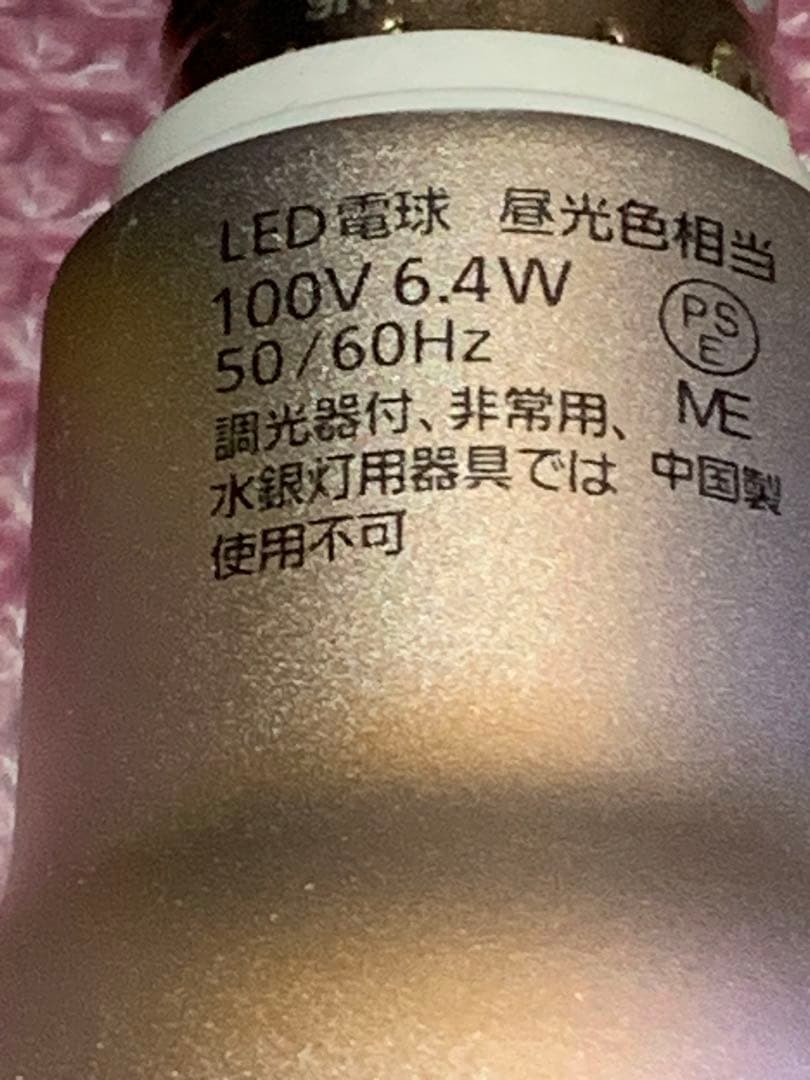 LED電球 昼光色相当
100V 6.4W
50/60Hz
PS
E
調光器付、非常用、 ME
水銀灯用器具では 中国製
使用不可